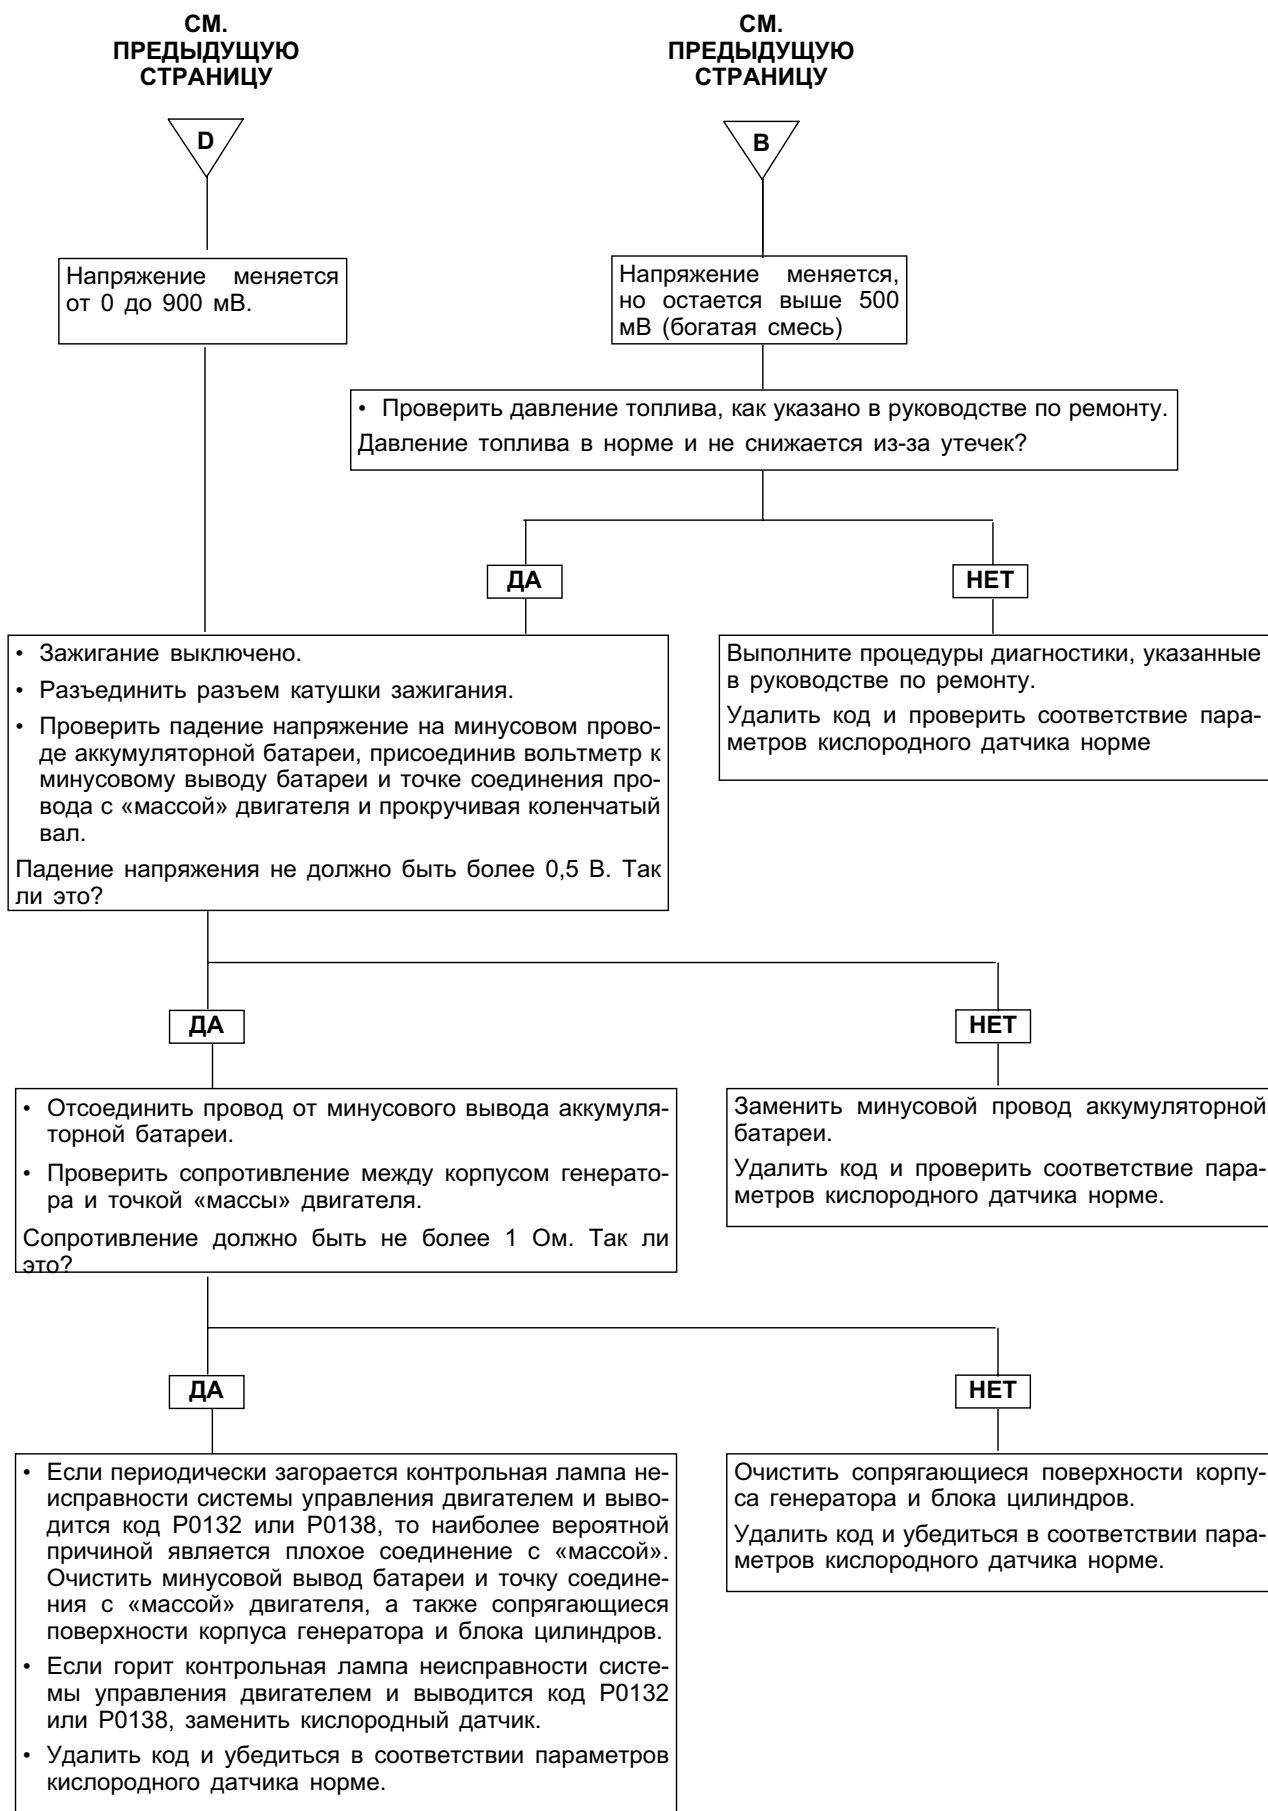 СМ.
ПРЕДЫДУЩУЮ
СТРАНИЦУ
D
СМ.
ПРЕДЫДУЩУЮ
СТРАНИЦУ
B
Напряжение меняется
от 0 до 900 мВ.
Напряжение меняется,
но остается выше 500
мВ (богатая смесь)
• Проверить давление топлива, как указано в руководстве по ремонту.
Давление топлива в норме и не снижается из-за утечек?
ДА
НЕТ
• Зажигание выключено.
• Разъединить разъем катушки зажигания.
• Проверить падение напряжение на минусовом прово-
де аккумуляторной батареи, присоединив вольтметр к
минусовому выводу батареи и точке соединения про-
вода с «массой» двигателя и прокручивая коленчатый
вал.
Падение напряжения не должно быть более 0,5 В. Так
ли это?
Выполните процедуры диагностики, указанные
в руководстве по ремонту.
Удалить код и проверить соответствие пара-
метров кислородного датчика норме
ДА
НЕТ
• Отсоединить провод от минусового вывода аккумуля-
торной батареи.
• Проверить сопротивление между корпусом генерато-
ра и точкой «массы» двигателя.
Сопротивление должно быть не более 1 Ом. Так ли
это?
Заменить минусовой провод аккумуляторной
батареи.
Удалить код и проверить соответствие пара-
метров кислородного датчика норме.
ДА
НЕТ
• Если периодически загорается контрольная лампа не-
исправности системы управления двигателем и выво-
дится код P0132 или P0138, то наиболее вероятной
причиной является плохое соединение с «массой».
Очистить минусовой вывод батареи и точку соедине-
ния с «массой» двигателя, а также сопрягающиеся
поверхности корпуса генератора и блока цилиндров.
• Если горит контрольная лампа неисправности систе-
мы управления двигателем и выводится код P0132
или P0138, заменить кислородный датчик.
• Удалить код и убедиться в соответствии параметров
кислородного датчика норме.
Очистить сопрягающиеся поверхности корпу-
са генератора и блока цилиндров.
Удалить код и убедиться в соответствии пара-
метров кислородного датчика норме.